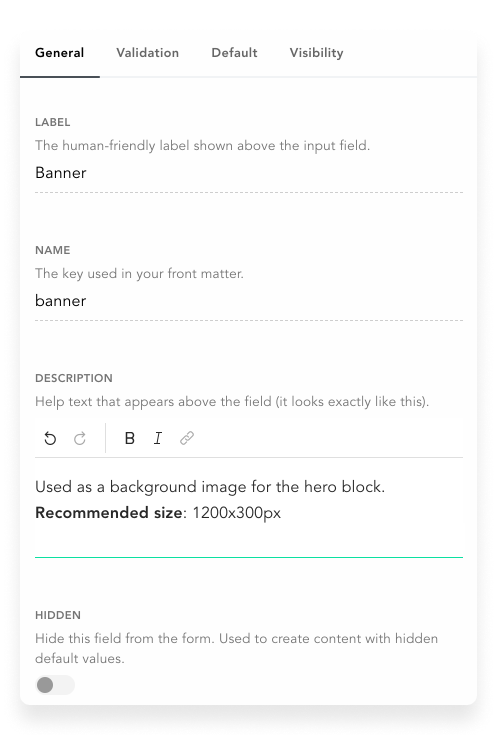 General Validation Default Visibility
LABEL
The human-friendly label shown above the input field.
Banner
NAME
The key used in your front matter.
banner
DESCRIPTION
Help text that appears above the field (it looks exactly like this).
B I
Used as a background image for the hero block.
Recommended size: 1200x300px
HIDDEN
Hide this field from the form. Used to create content with hidden
default values.